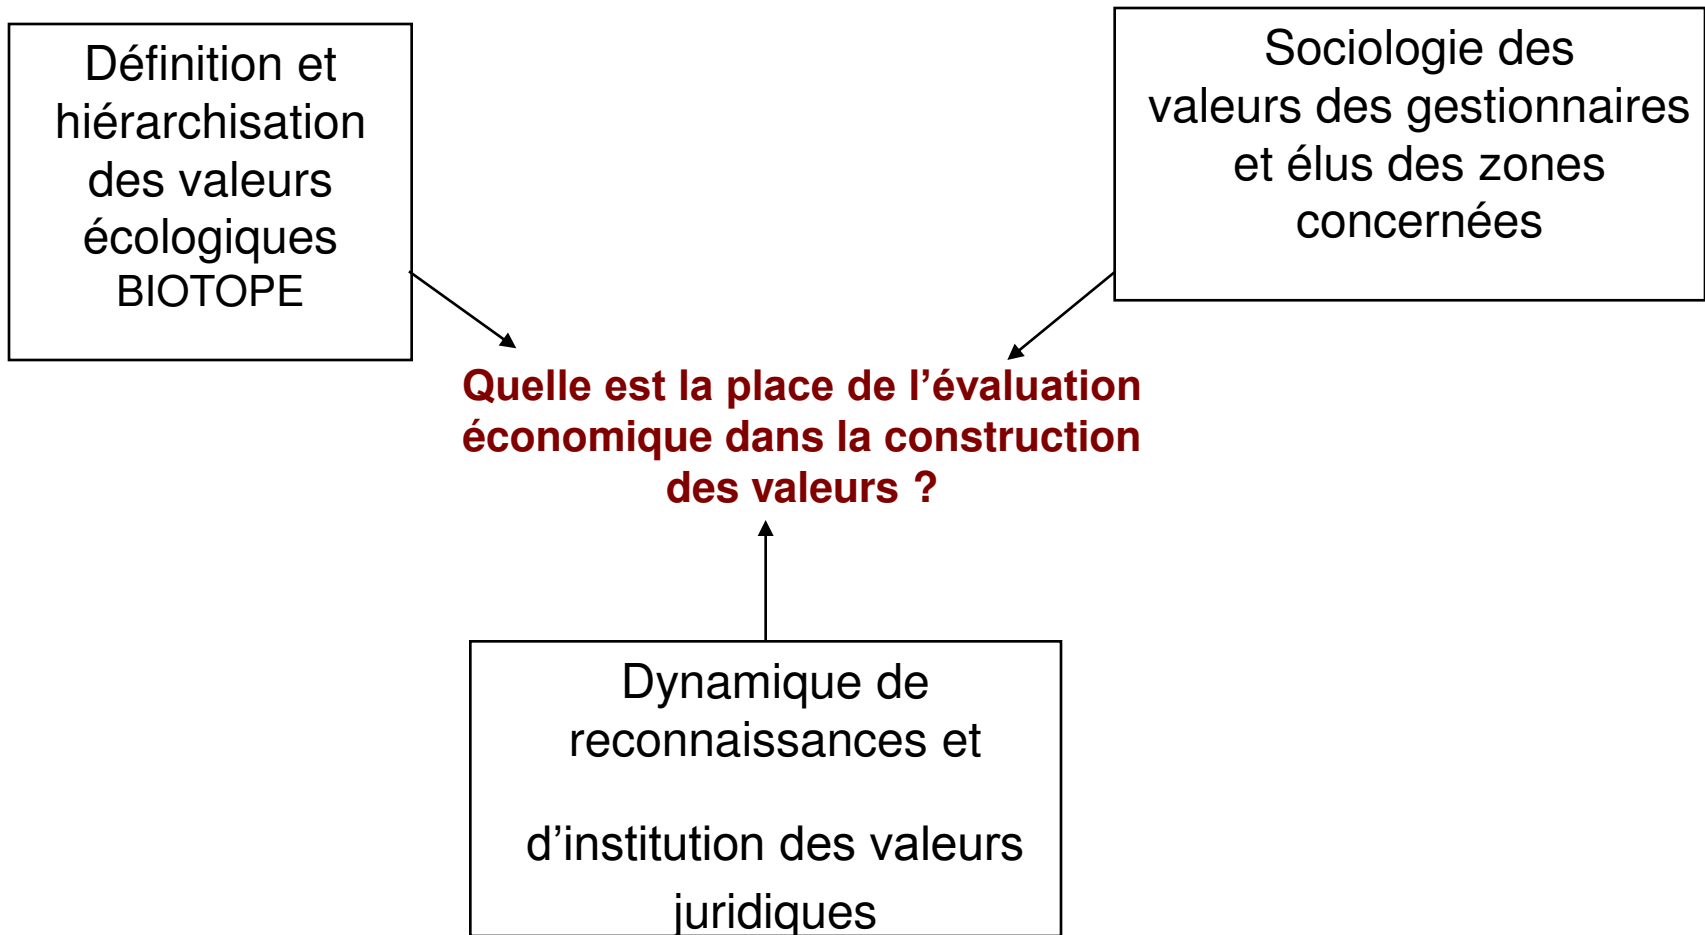 Définition et
hiérarchisation
des valeurs
écologiques
BIOTOPE
Sociologie des
valeurs des gestionnaires
et élus des zones
concernées
Quelle est la place de l’évaluation
économique dans la construction
des valeurs ?
Dynamique de
reconnaissances et
d’institution des valeurs
juridiques